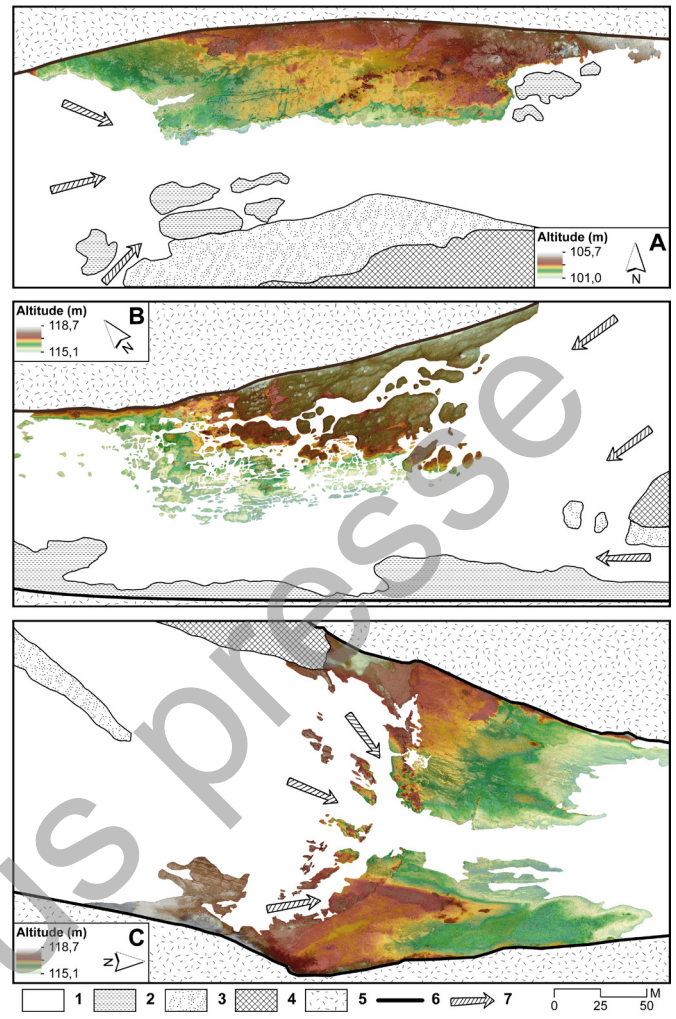 Altitude (m)
105,7
101,0
N
A
Altitude (m)
118,7
115,1
N
B
Altitude (m)
118,7
115,1
N
C
us presse
1 2 3 4 5 6 7
0 25 50 M